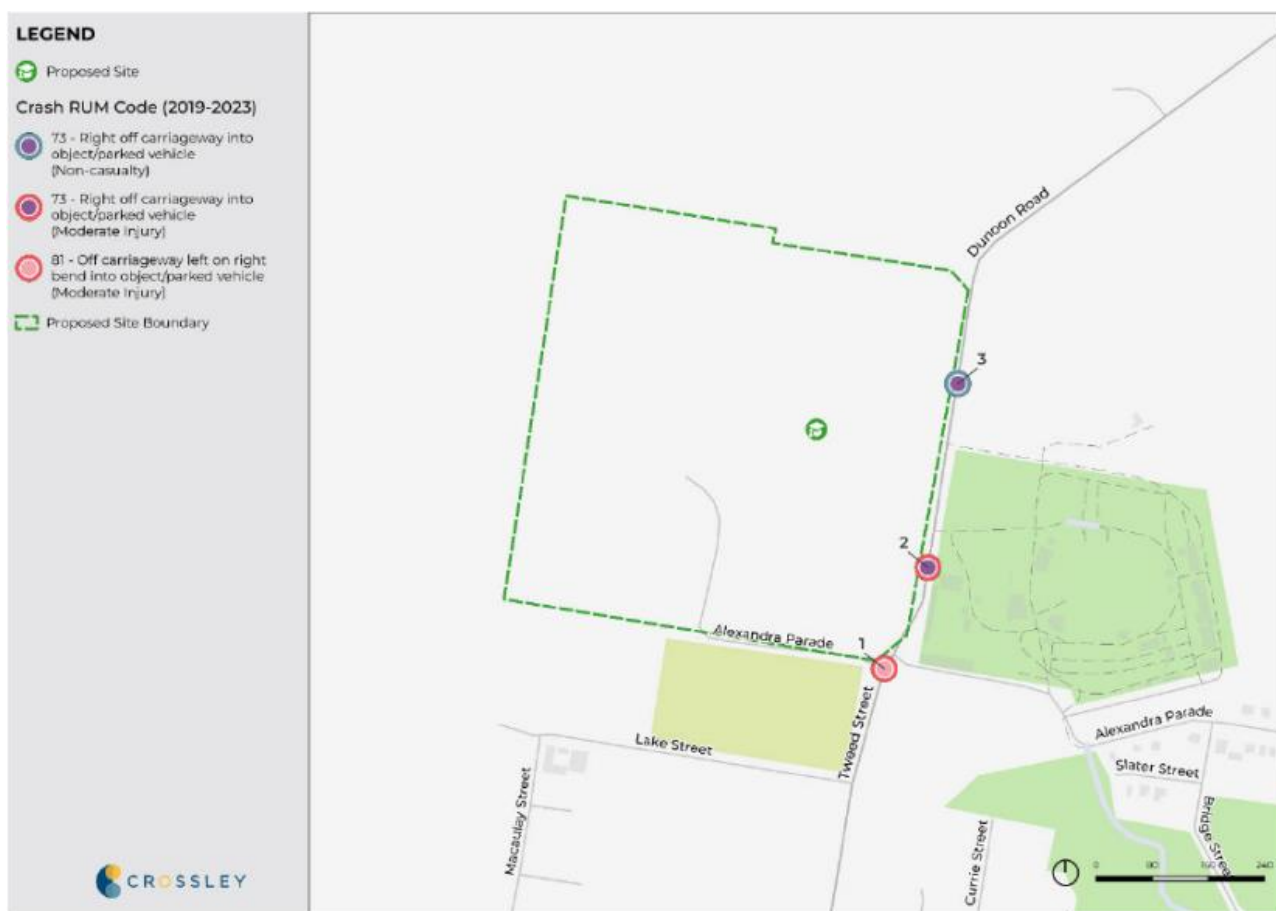 LEGEND
Proposed Site
Crash RUM Code (2019-2023)
73 - Right off carriageway into
object/parked vehicle
(Non-casualty)
73 - Right off carriageway into
object/parked vehicle
(Moderate Injury)
81 - Off carriageway left on right
bend into object/parked vehicle
(Moderate Injury)
Proposed Site Boundary
CROSSLEY
Dunoon Road
3
2
1
Alexandra Parade
Tweed Street
Lake Street
Macaulay Street
Alexandra Parade
Slater Street
Bridge Street
Currie Street
0 80 160 240